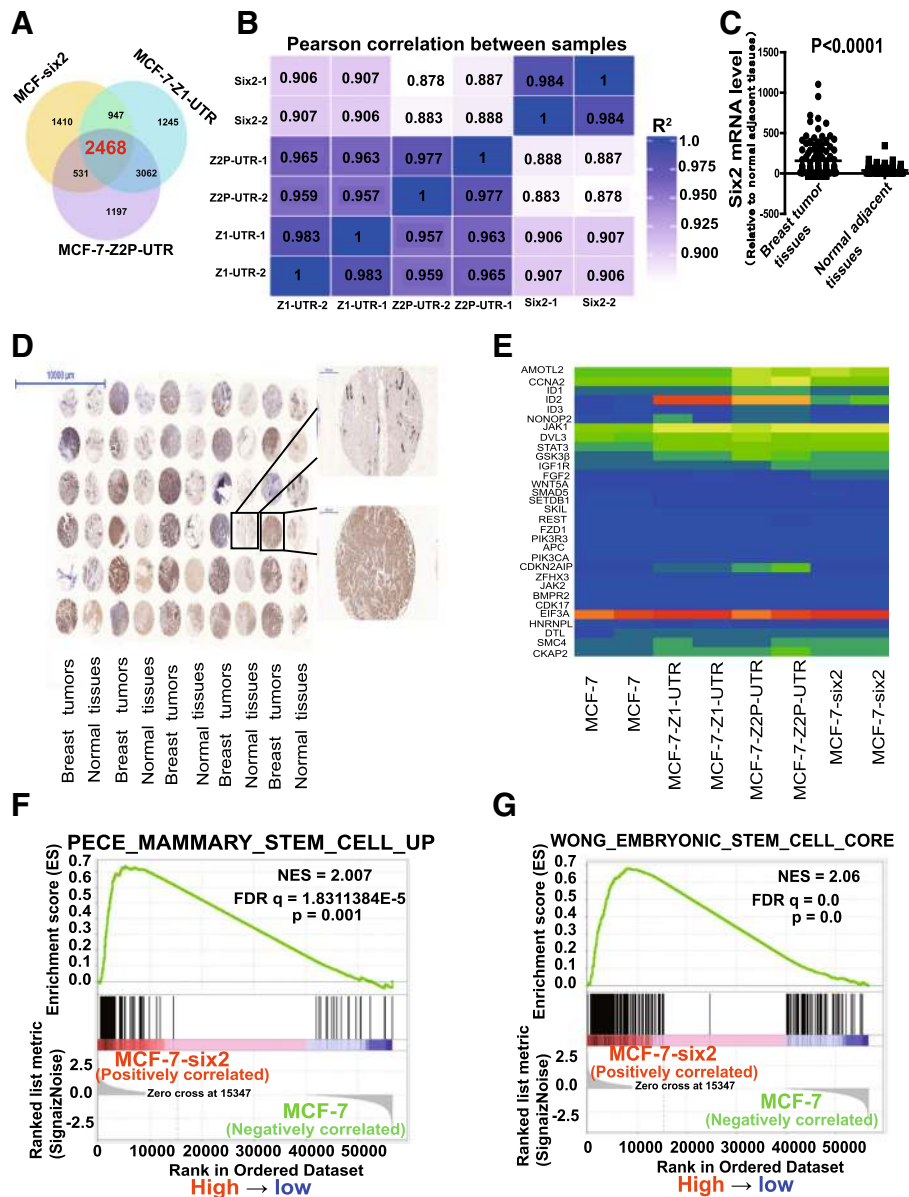 A
MCF-six2
MCF-7-Z1-UTR
1410
947
1245
2468
531
3062
1197
MCF-7-Z2P-UTR
B
Pearson correlation between samples
Six2-1 0.906 0.907 0.878 0.887 0.984 1
Six2-2 0.907 0.906 0.883 0.888 1 0.984
Z2P-UTR-1 0.965 0.963 0.977 1 0.888 0.887
Z2P-UTR-2 0.959 0.957 1 0.977 0.883 0.878
Z1-UTR-1 0.983 1 0.957 0.963 0.906 0.907
Z1-UTR-2 1 0.983 0.959 0.965 0.907 0.906
Z1-UTR-2 Z1-UTR-1 Z2P-UTR-2 Z2P-UTR-1 Six2-1 Six2-2
R²
1.0
0.975
0.950
0.925
0.900
C
P<0.0001
Six2 mRNA level
(Relative to normal adjacent tissues)
1500
1000
500
0
-500
Breast tumor
tissues
Normal adjacent
tissues
D
10000 µm
Breast tumors
Normal tissues
Breast tumors
Normal tissues
Breast tumors
Normal tissues
Breast tumors
Normal tissues
Breast tumors
Normal tissues
E
AMOTL2
CCNA2
ID1
ID2
ID3
NONOP2
JAK1
DVL3
STAT3
GSK3β
IGF1R
FGF2
WNT5A
SMAD5
SETDB1
SKIL
REST
FZD1
PIK3R3
APC
PIK3CA
CDKN2AIP
ZFHX3
JAK2
BMPR2
CDK17
EIF3A
HNRNPL
DTL
SMC4
CKAP2
MCF-7
MCF-7
MCF-7-Z1-UTR
MCF-7-Z1-UTR
MCF-7-Z2P-UTR
MCF-7-Z2P-UTR
MCF-7-six2
MCF-7-six2
F
PECE_MAMMARY_STEM_CELL_UP
Enrichment score (ES)
0.7
0.6
0.5
0.4
0.3
0.2
0.1
0.0
NES = 2.007
FDR q = 1.8311384E-5
p = 0.001
Ranked list metric
(SignaizNoise)
2.5
0.0
-2.5
MCF-7-six2
(Positively correlated)
Zero cross at 15347
MCF-7
(Negatively correlated)
0 10000 20000 30000 40000 50000
Rank in Ordered Dataset
High → low
G
WONG_EMBRYONIC_STEM_CELL_CORE
Enrichment score (ES)
0.7
0.6
0.5
0.4
0.3
0.2
0.1
0.0
NES = 2.06
FDR q = 0.0
p = 0.0
Ranked list metric
(SignaizNoise)
2.5
0.0
-2.5
MCF-7-six2
(Positively correlated)
Zero cross at 15347
MCF-7
(Negatively correlated)
0 10000 20000 30000 40000 50000
Rank in Ordered Dataset
High → low